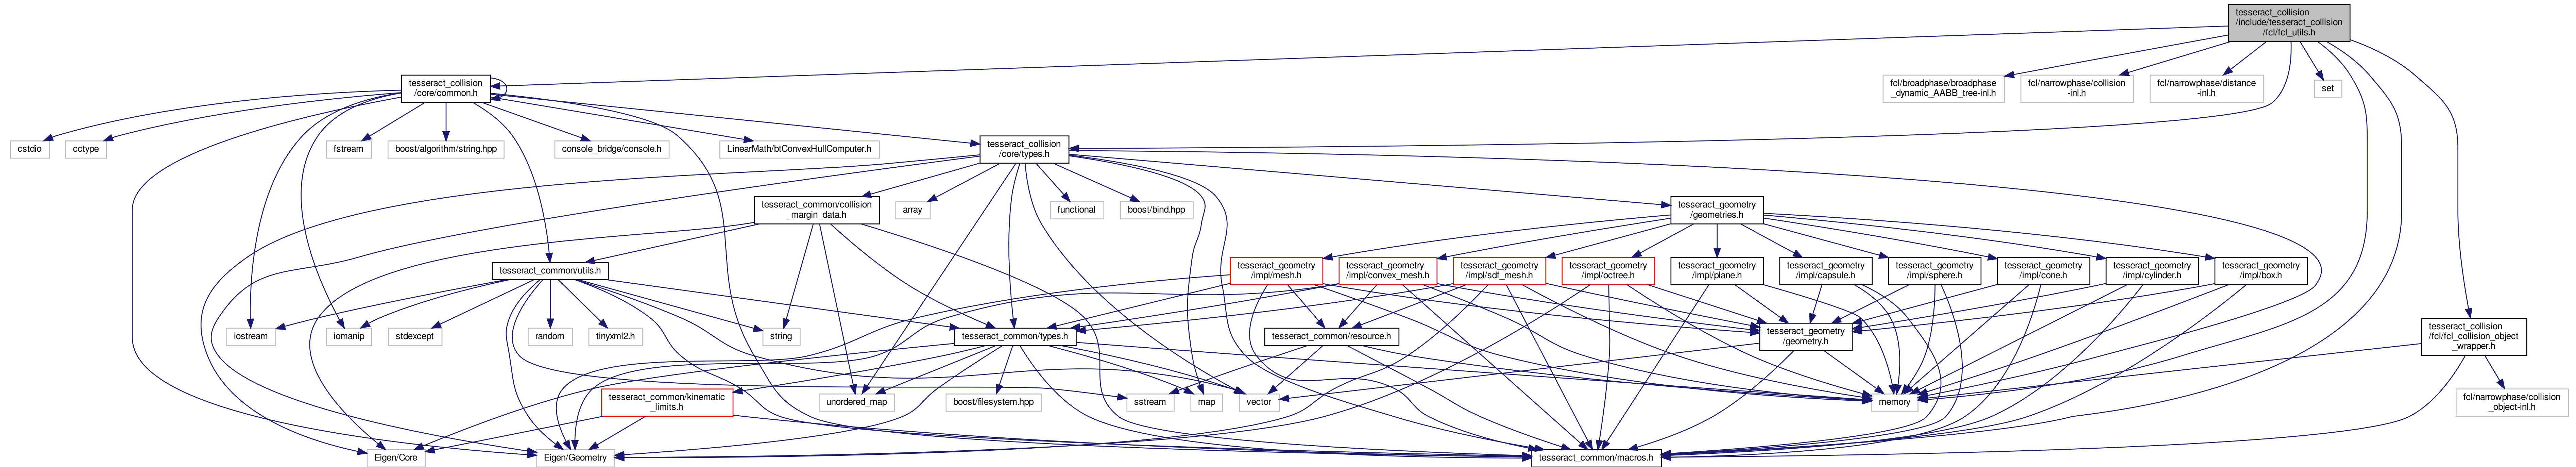 tesseract_collision
/include/tesseract_collision
/fcl/fcl_utils.h
tesseract_collision
/core/common.h
fcl/broadphase/broadphase
_dynamic_AABB_tree-inl.h
fcl/narrowphase/collision
-inl.h
fcl/narrowphase/distance
-inl.h
set
cstdio
cctype
fstream
boost/algorithm/string.hpp
console_bridge/console.h
LinearMath/btConvexHullComputer.h
tesseract_collision
/core/types.h
tesseract_common/collision
_margin_data.h
array
functional
boost/bind.hpp
tesseract_geometry
/geometries.h
tesseract_common/utils.h
tesseract_geometry
/impl/mesh.h
tesseract_geometry
/impl/convex_mesh.h
tesseract_geometry
/impl/sdf_mesh.h
tesseract_geometry
/impl/octree.h
tesseract_geometry
/impl/plane.h
tesseract_geometry
/impl/capsule.h
tesseract_geometry
/impl/sphere.h
tesseract_geometry
/impl/cone.h
tesseract_geometry
/impl/cylinder.h
tesseract_geometry
/impl/box.h
iostream
iomanip
stdexcept
random
tinyxml2.h
string
tesseract_common/types.h
tesseract_common/resource.h
tesseract_geometry
/geometry.h
tesseract_collision
/fcl/fcl_collision_object
_wrapper.h
tesseract_common/kinematic
_limits.h
unordered_map
boost/filesystem.hpp
sstream
map
vector
memory
fcl/narrowphase/collision
_object-inl.h
Eigen/Core
Eigen/Geometry
tesseract_common/macros.h